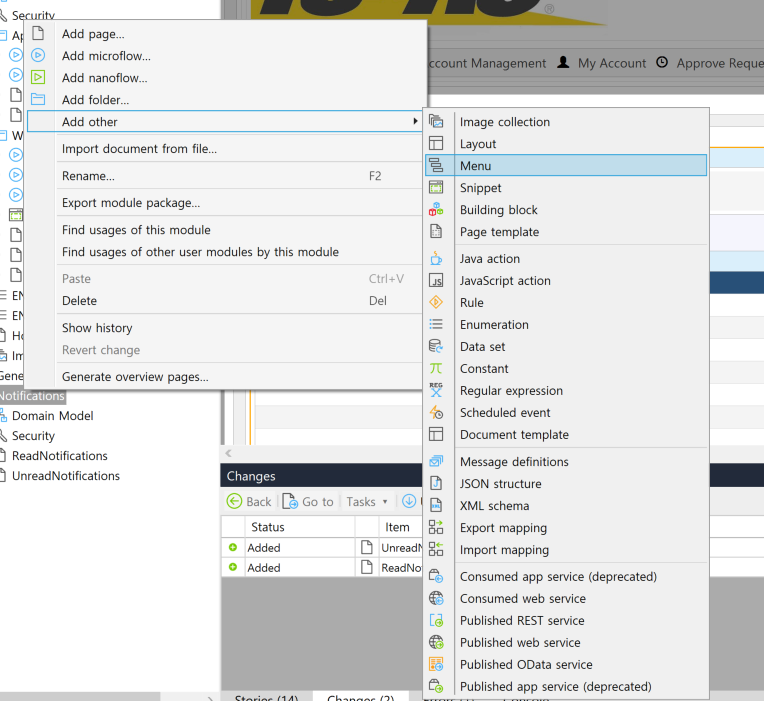 Security
Add page...
Add microflow...
Add nanoflow...
Add folder...
Add other
Import document from file...
Rename... F2
Export module package...
Find usages of this module
Find usages of other user modules by this module
Paste Ctrl+V
Delete Del
Show history
Revert change
Generate overview pages...
Image collection
Layout
Menu
Snippet
Building block
Page template
Java action
JavaScript action
Rule
Enumeration
Data set
Constant
Regular expression
Scheduled event
Document template
Message definitions
JSON structure
XML schema
Export mapping
Import mapping
Consumed app service (deprecated)
Consumed web service
Published REST service
Published web service
Published OData service
Published app service (deprecated)
ccount Management My Account Approve Reque
Notifications
Domain Model
Security
ReadNotifications
UnreadNotifications
Changes
Back Go to Tasks
Status Item
Added UnreadN
Added ReadNo
Stories (14) Changes (2)